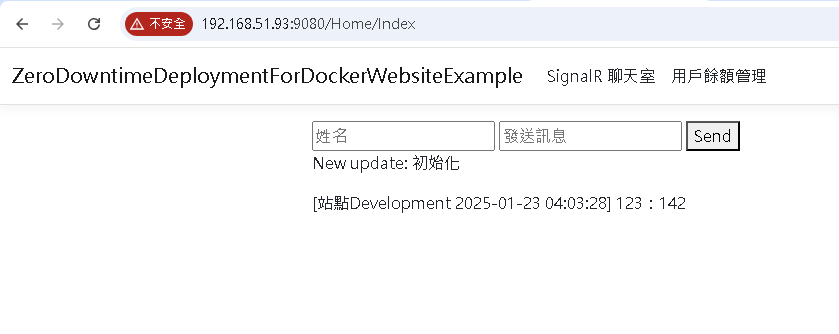 不安全 192.168.51.93:9080/Home/Index
ZeroDowntimeDeploymentForDockerWebsiteExample SignalR 聊天室 用戶餘額管理
姓名 發送訊息 Send
New update: 初始化
[站點Development 2025-01-23 04:03:28] 123：142